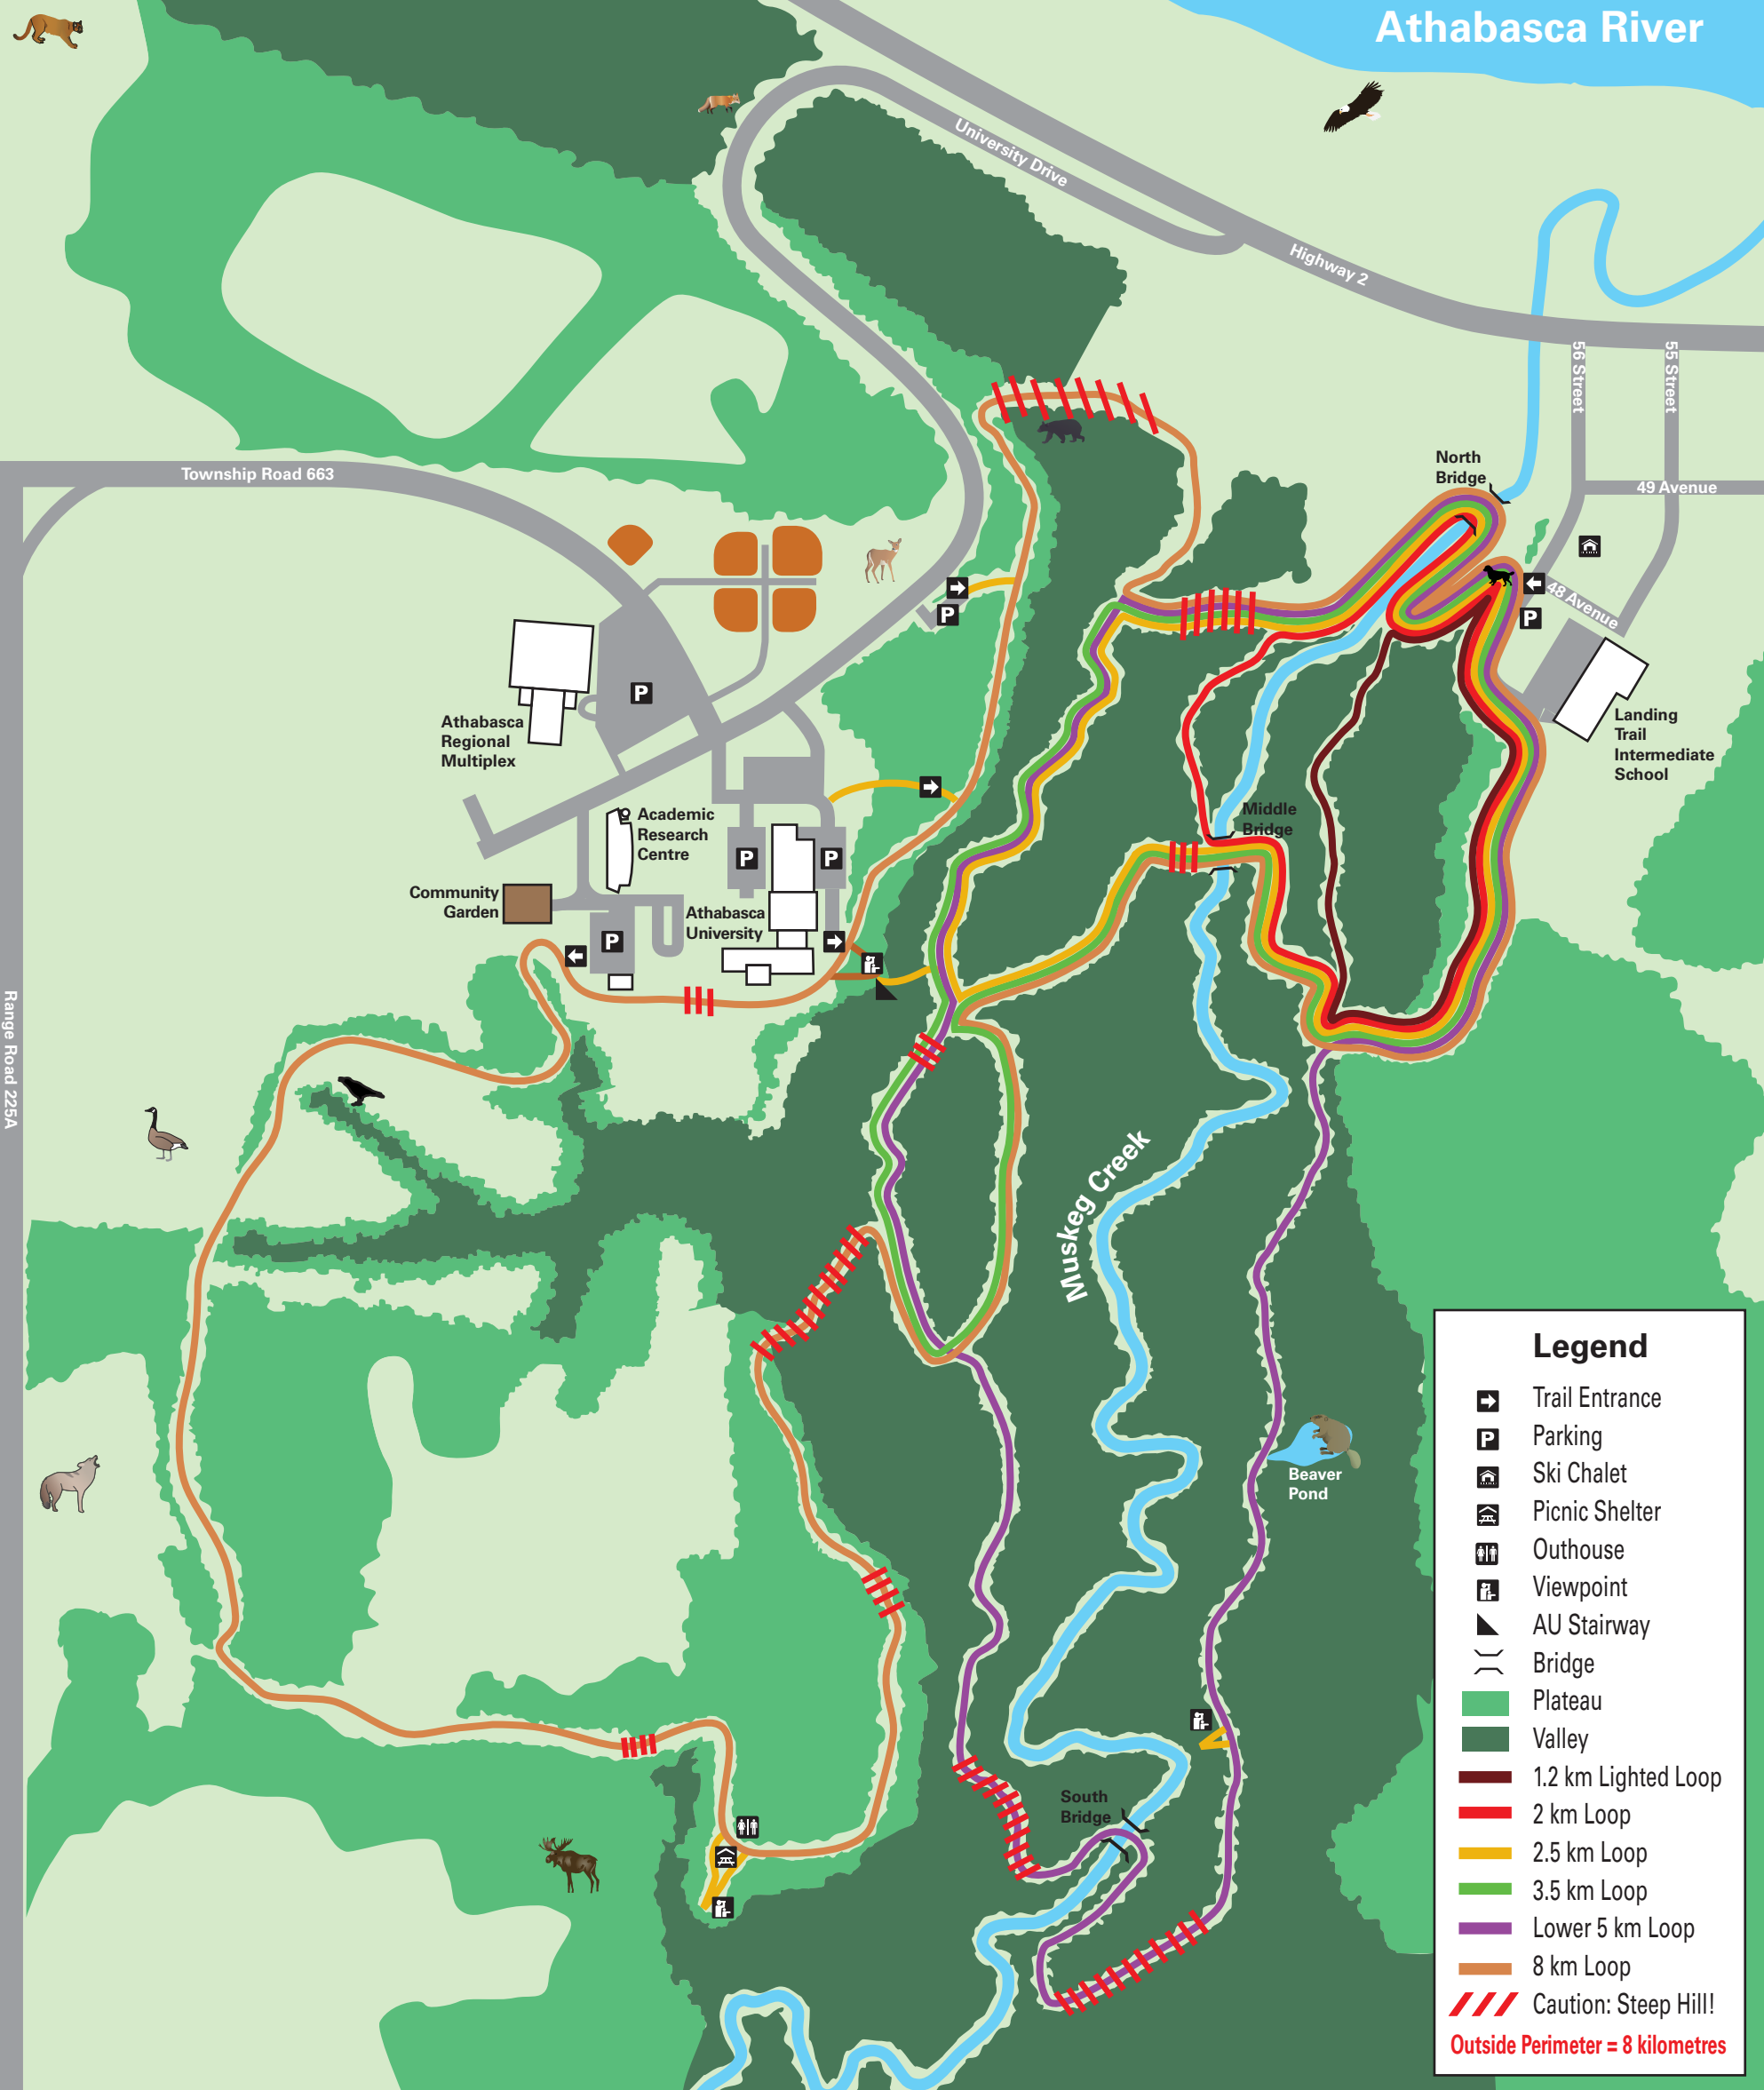 Athabasca River
University Drive
Highway 2
56 Street
55 Street
Township Road 663
North
Bridge
49 Avenue
48 Avenue
P
P
P
Athabasca
Regional
Multiplex
Landing
Trail
Intermediate
School
Middle
Bridge
Academic
Research
Centre
P
P
Community
Garden
Athabasca
University
P
Range Road 225A
Muskeg Creek
Beaver
Pond
South
Bridge
Legend
Trail Entrance
P Parking
Ski Chalet
Picnic Shelter
Outhouse
Viewpoint
AU Stairway
Bridge
Plateau
Valley
1.2 km Lighted Loop
2 km Loop
2.5 km Loop
3.5 km Loop
Lower 5 km Loop
8 km Loop
Caution: Steep Hill!
Outside Perimeter = 8 kilometres